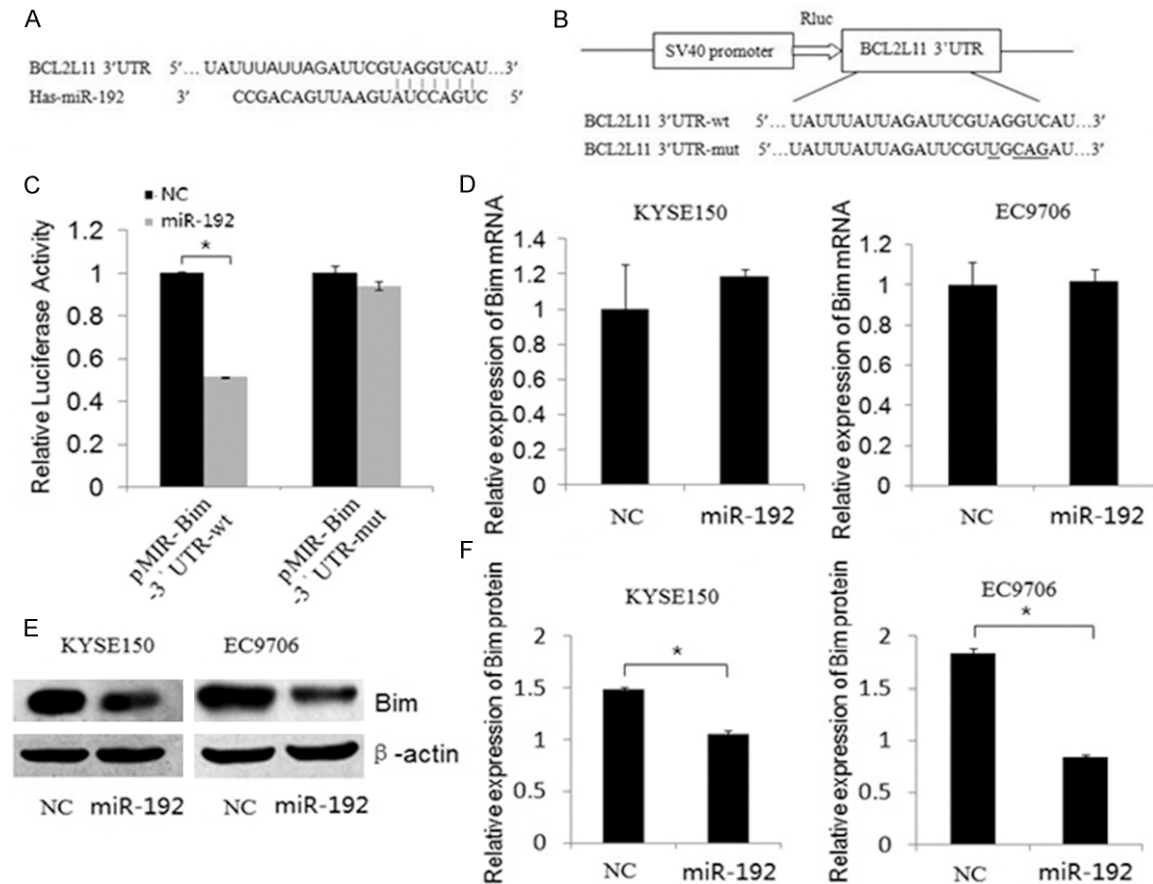 A
BCL2L11 3'UTR 5'... UAUUUAUUAGAUUCGUAGGUCAU...3'
Has-miR-192 3' CCGACAGUUAAGUAUCCAGUC 5'
B
Rluc
SV40 promoter
BCL2L11 3'UTR
BCL2L11 3'UTR-wt 5'... UAUUUAUUAGAUUCGUAGGUCAU...3'
BCL2L11 3'UTR-mut 5'...UAUUUAUUAGAUUCGUUGCAGAU...3'
C
NC
miR-192
Relative Luciferase Activity
1.2
1
0.8
0.6
0.4
0.2
0
*
pMIR-Bim
-3`UTR-wt
pMIR-Bim
-3`UTR-mut
D
KYSE150
Relative expression of Bim mRNA
1.4
1.2
1
0.8
0.6
0.4
0.2
0
NC miR-192
EC9706
Relative expression of Bim mRNA
1.2
1
0.8
0.6
0.4
0.2
0
NC miR-192
E
KYSE150 EC9706
Bim
β-actin
NC miR-192 NC miR-192
F
KYSE150
Relative expression of Bim protein
2
1.5
1
0.5
0
*
NC miR-192
EC9706
Relative expression of Bim protein
2
1.5
1
0.5
0
*
NC miR-192